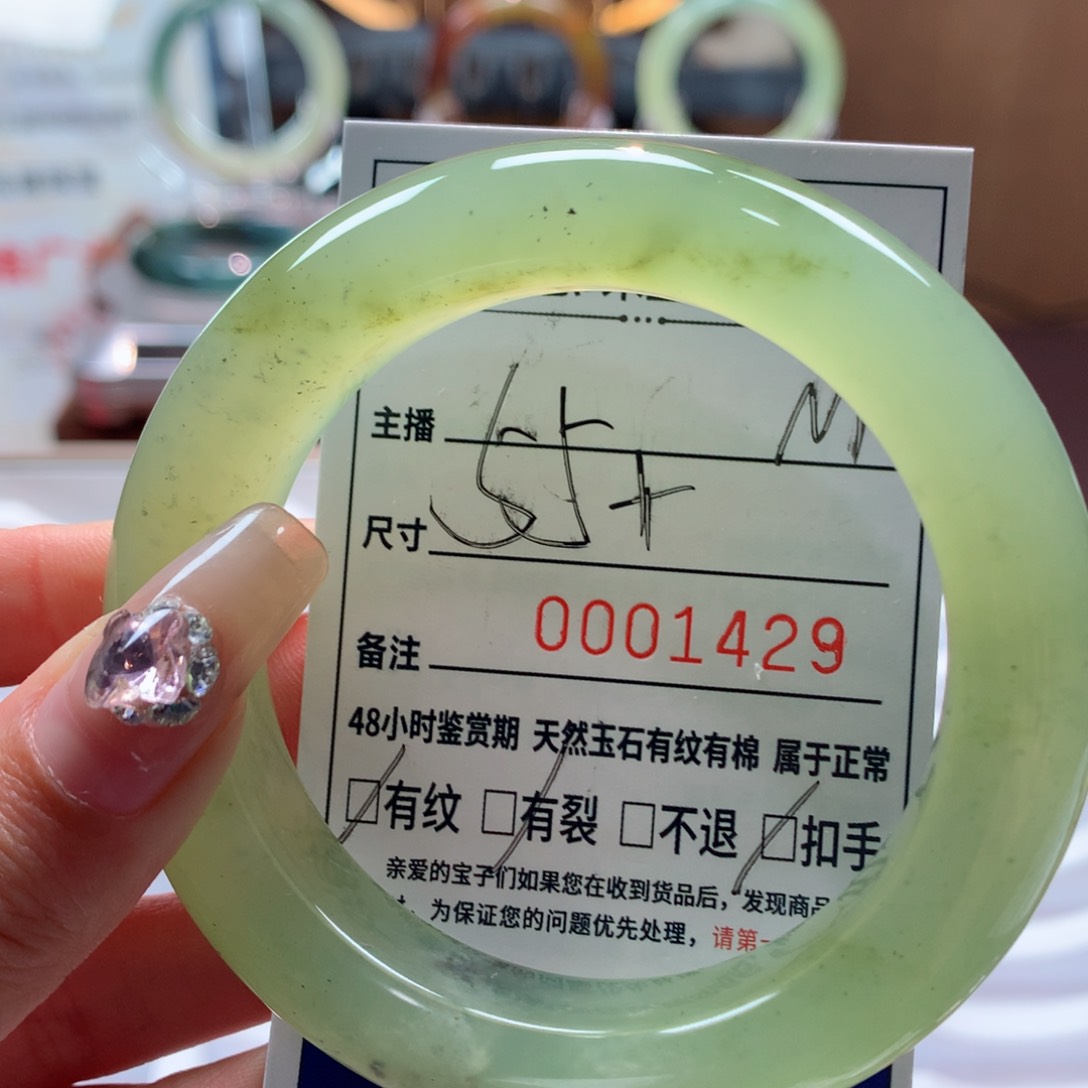 主播
尺寸 55+
备注 0001429
48小时鉴赏期 天然玉石有纹有棉 属于正常
□有纹 □有裂 □不退 □扣手
亲爱的宝子们如果您在收到货品后，发现商品
为保证您的问题优先处理，请第一